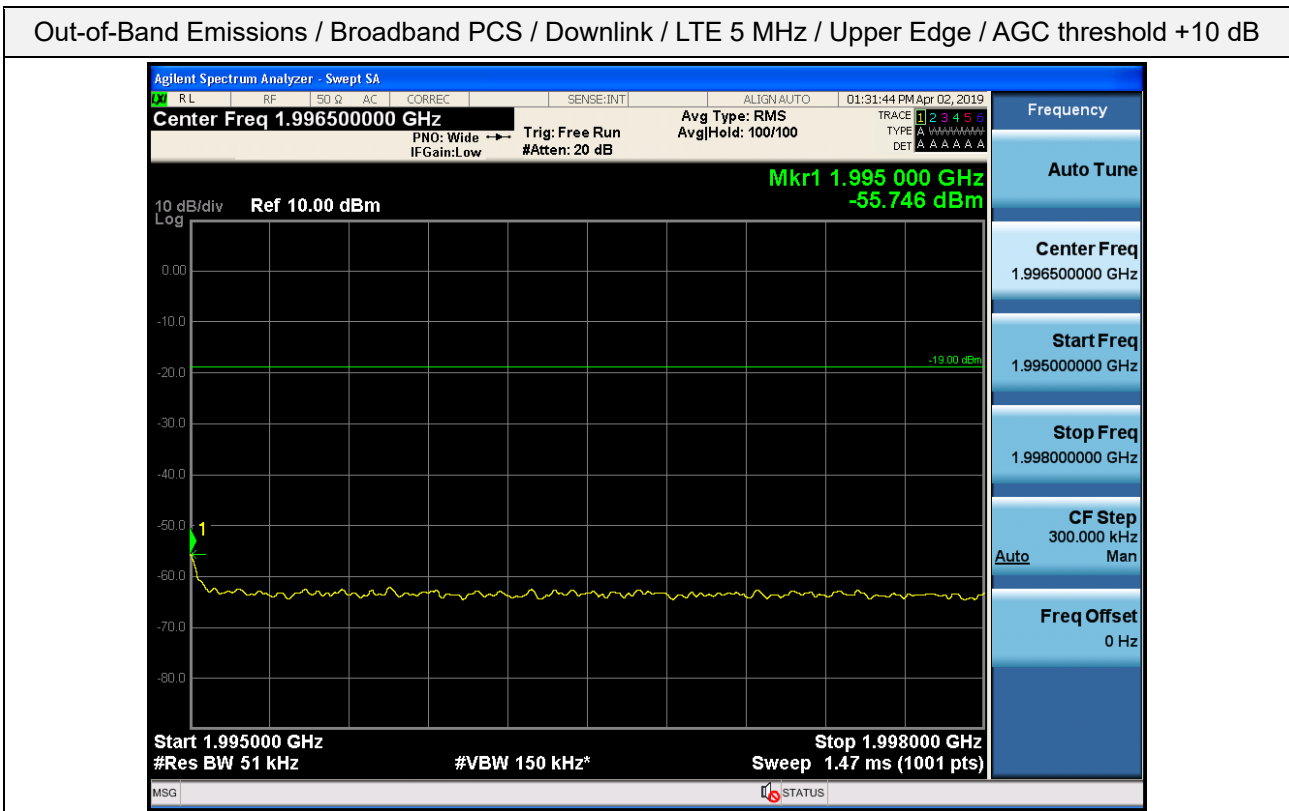 Out-of-Band Emissions / Broadband PCS / Downlink / LTE 5 MHz / Upper Edge / AGC threshold +10 dB
Agilent Spectrum Analyzer - Swept SA
LXI RL RF 50 Ω AC CORREC SENSE:INT ALIGNAUTO 01:31:44 PM Apr 02, 2019
Center Freq 1.996500000 GHz
PNO: Wide
IFGain:Low
Trig: Free Run
#Atten: 20 dB
Avg Type: RMS
Avg|Hold: 100/100
TRACE 1 2 3 4 5 6
TYPE A WWWWW
DET A A A A A A
Mkr1 1.995 000 GHz
-55.746 dBm
10 dB/div Ref 10.00 dBm
Log
0.00
-10.0
-19.00 dBm
-20.0
-30.0
-40.0
-50.0
1
-60.0
-70.0
-80.0
Start 1.995000 GHz Stop 1.998000 GHz
#Res BW 51 kHz #VBW 150 kHz* Sweep 1.47 ms (1001 pts)
MSG STATUS
Frequency
Auto Tune
Center Freq
1.996500000 GHz
Start Freq
1.995000000 GHz
Stop Freq
1.998000000 GHz
CF Step
300.000 kHz
Auto Man
Freq Offset
0 Hz